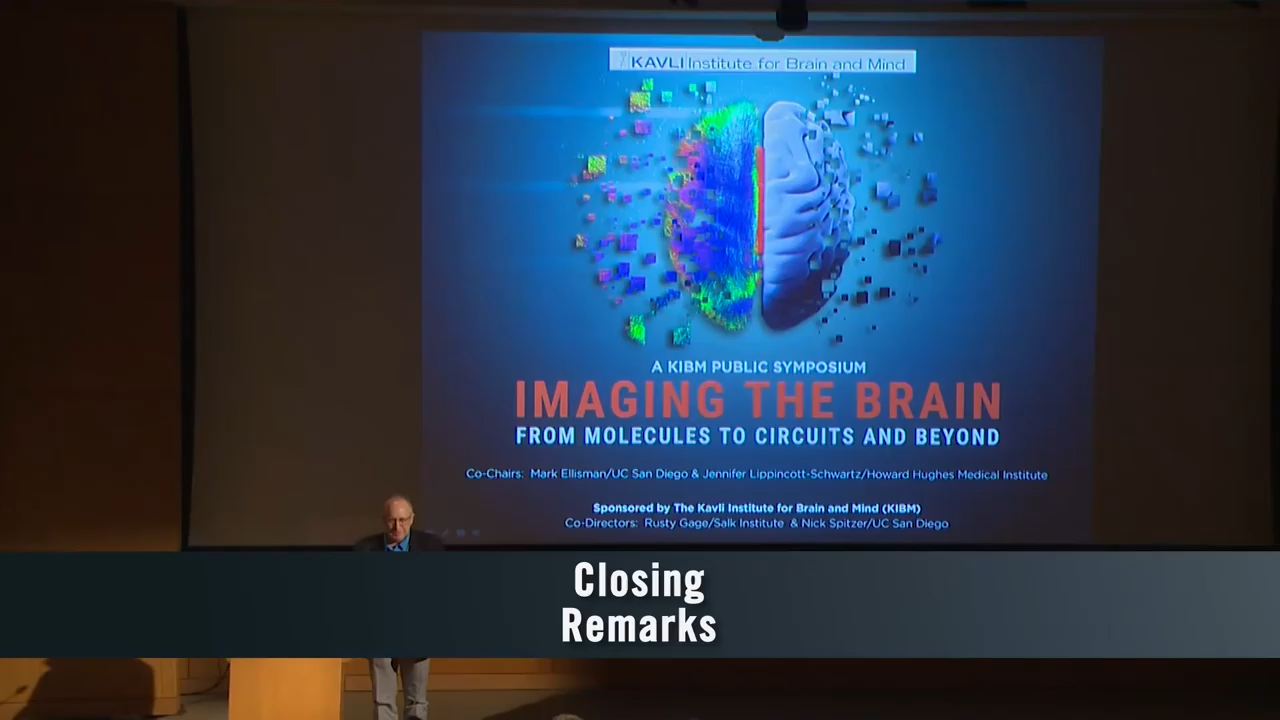 KAVLI Institute for Brain and Mind
A KIBM PUBLIC SYMPOSIUM
IMAGING THE BRAIN
FROM MOLECULES TO CIRCUITS AND BEYOND
Co-Chairs: Mark Ellisman/UC San Diego & Jennifer Lippincott-Schwartz/Howard Hughes Medical Institute
Sponsored by The Kavli Institute for Brain and Mind (KIBM)
Co-Directors: Rusty Gage/Salk Institute & Nick Spitzer/UC San Diego
Closing
Remarks